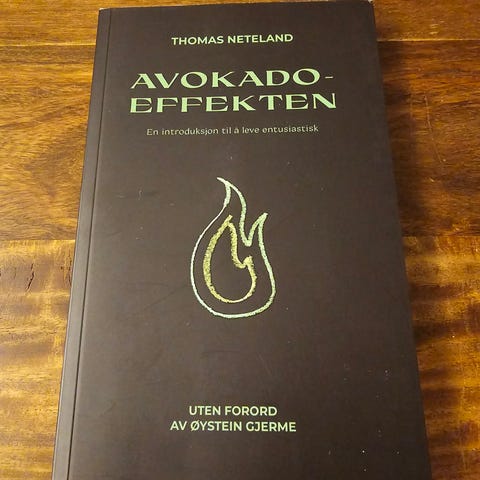 THOMAS NETELAND
AVOKADO-
EFFEKTEN
En introduksjon til å leve entusiastisk
UTEN FORORD
AV ØYSTEIN GJERME